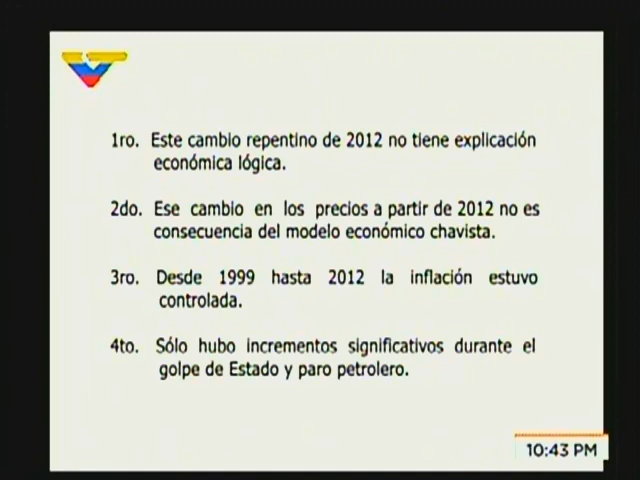 1ro. Este cambio repentino de 2012 no tiene explicación
económica lógica.
2do. Ese cambio en los precios a partir de 2012 no es
consecuencia del modelo económico chavista.
3ro. Desde 1999 hasta 2012 la inflación estuvo
controlada.
4to. Sólo hubo incrementos significativos durante el
golpe de Estado y paro petrolero.
10:43 PM